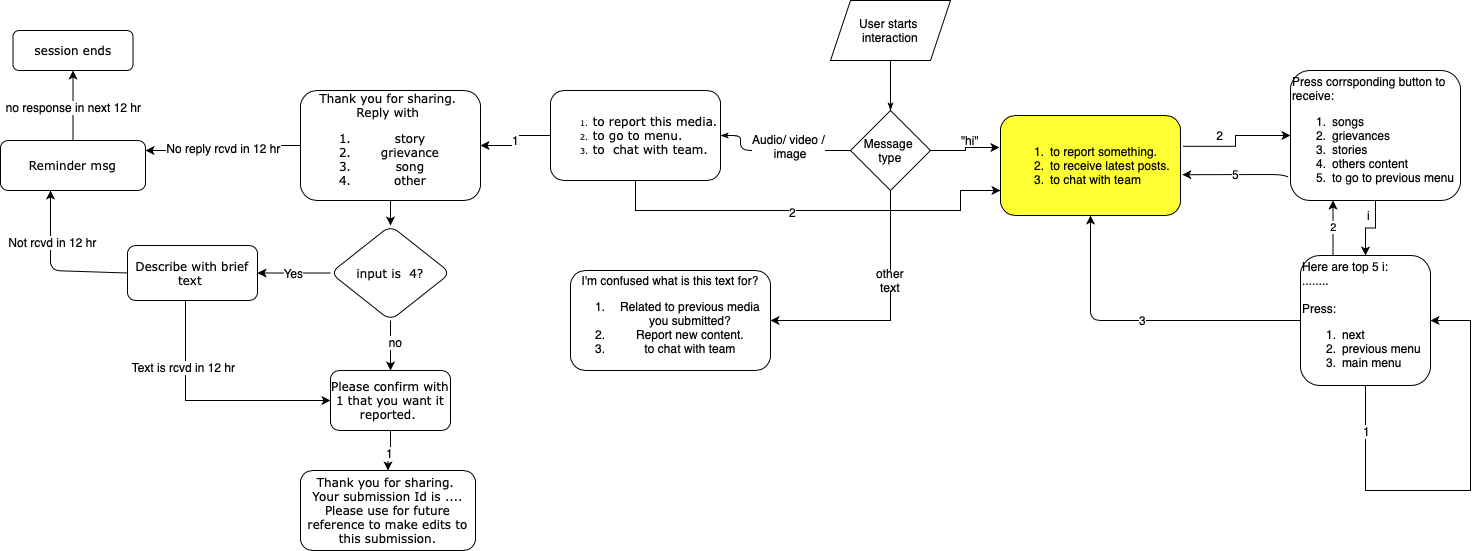 User starts
interaction
session ends
no response in next 12 hr
Reminder msg
No reply rcvd in 12 hr
Not rcvd in 12 hr
Thank you for sharing.
Reply with
1. story
2. grievance
3. song
4. other
1
1. to report this media.
2. to go to menu.
3. to chat with team.
Audio/ video /
image
Message
type
"hi"
1. to report something.
2. to receive latest posts.
3. to chat with team
2
Press corrsponding button to
receive:
1. songs
2. grievances
3. stories
4. others content
5. to go to previous menu
5
2
i
2
Describe with brief
text
Yes
input is 4?
no
Text is rcvd in 12 hr
I'm confused what is this text for?
1. Related to previous media
you submitted?
2. Report new content.
3. to chat with team
other
text
Here are top 5 i:
........
Press:
1. next
2. previous menu
3. main menu
3
1
Please confirm with
1 that you want it
reported.
1
Thank you for sharing.
Your submission Id is ....
Please use for future
reference to make edits to
this submission.